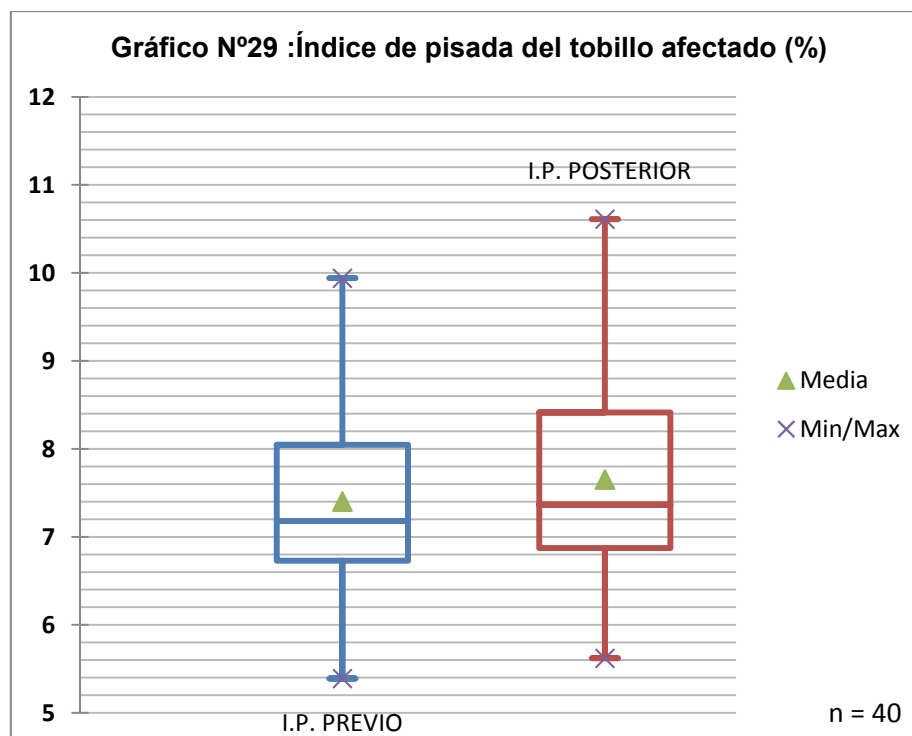 Gráfico Nº29 :Índice de pisada del tobillo afectado (%)
12
11
10
9
8
7
6
5
I.P. POSTERIOR
I.P. PREVIO
Media
Min/Max
n = 40